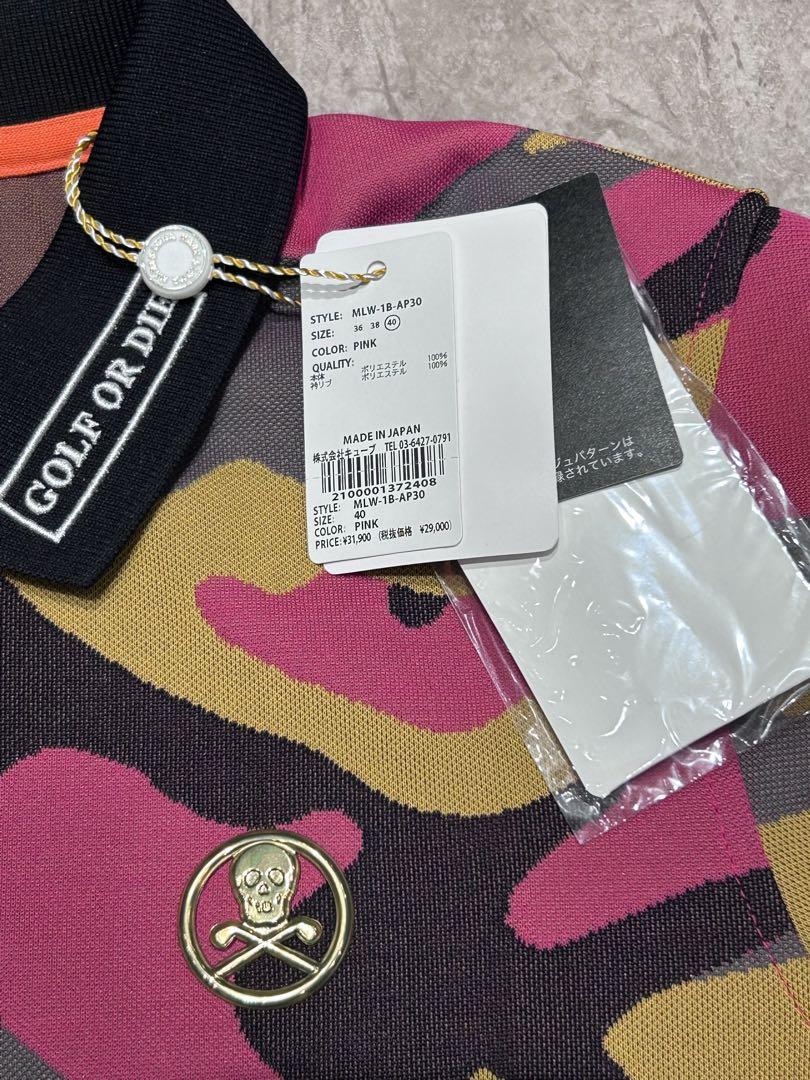 GOLF OR DIE
STYLE: MLW-1B-AP30
SIZE: 36 38 40
COLOR: PINK
QUALITY:
本体 ポリエステル 100%
衿リブ ポリエステル 100%
MADE IN JAPAN
株式会社キューブ TEL 03-6427-0791
2100001372408
STYLE: MLW-1B-AP30
SIZE: 40
COLOR: PINK
PRICE: ¥31,900 (税抜価格 ¥29,000)
ジュパターンは
録されています。